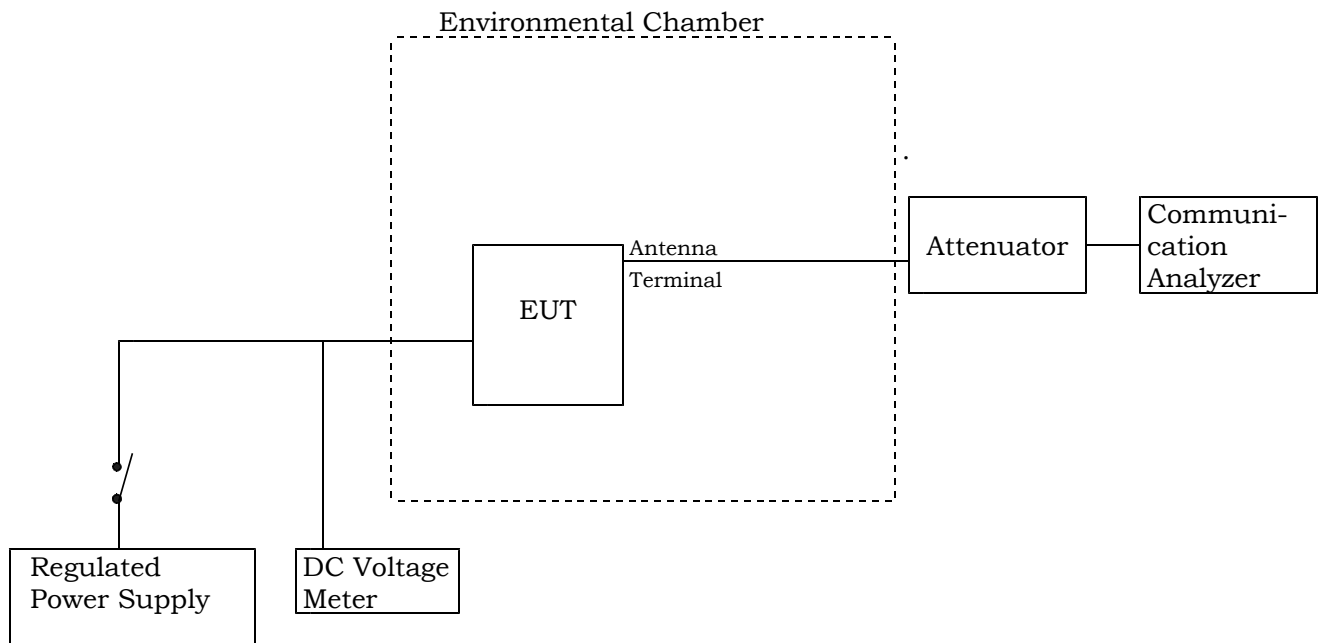 Environmental Chamber
Antenna
Terminal
EUT
Attenuator
Communi-
cation
Analyzer
Regulated
Power Supply
DC Voltage
Meter